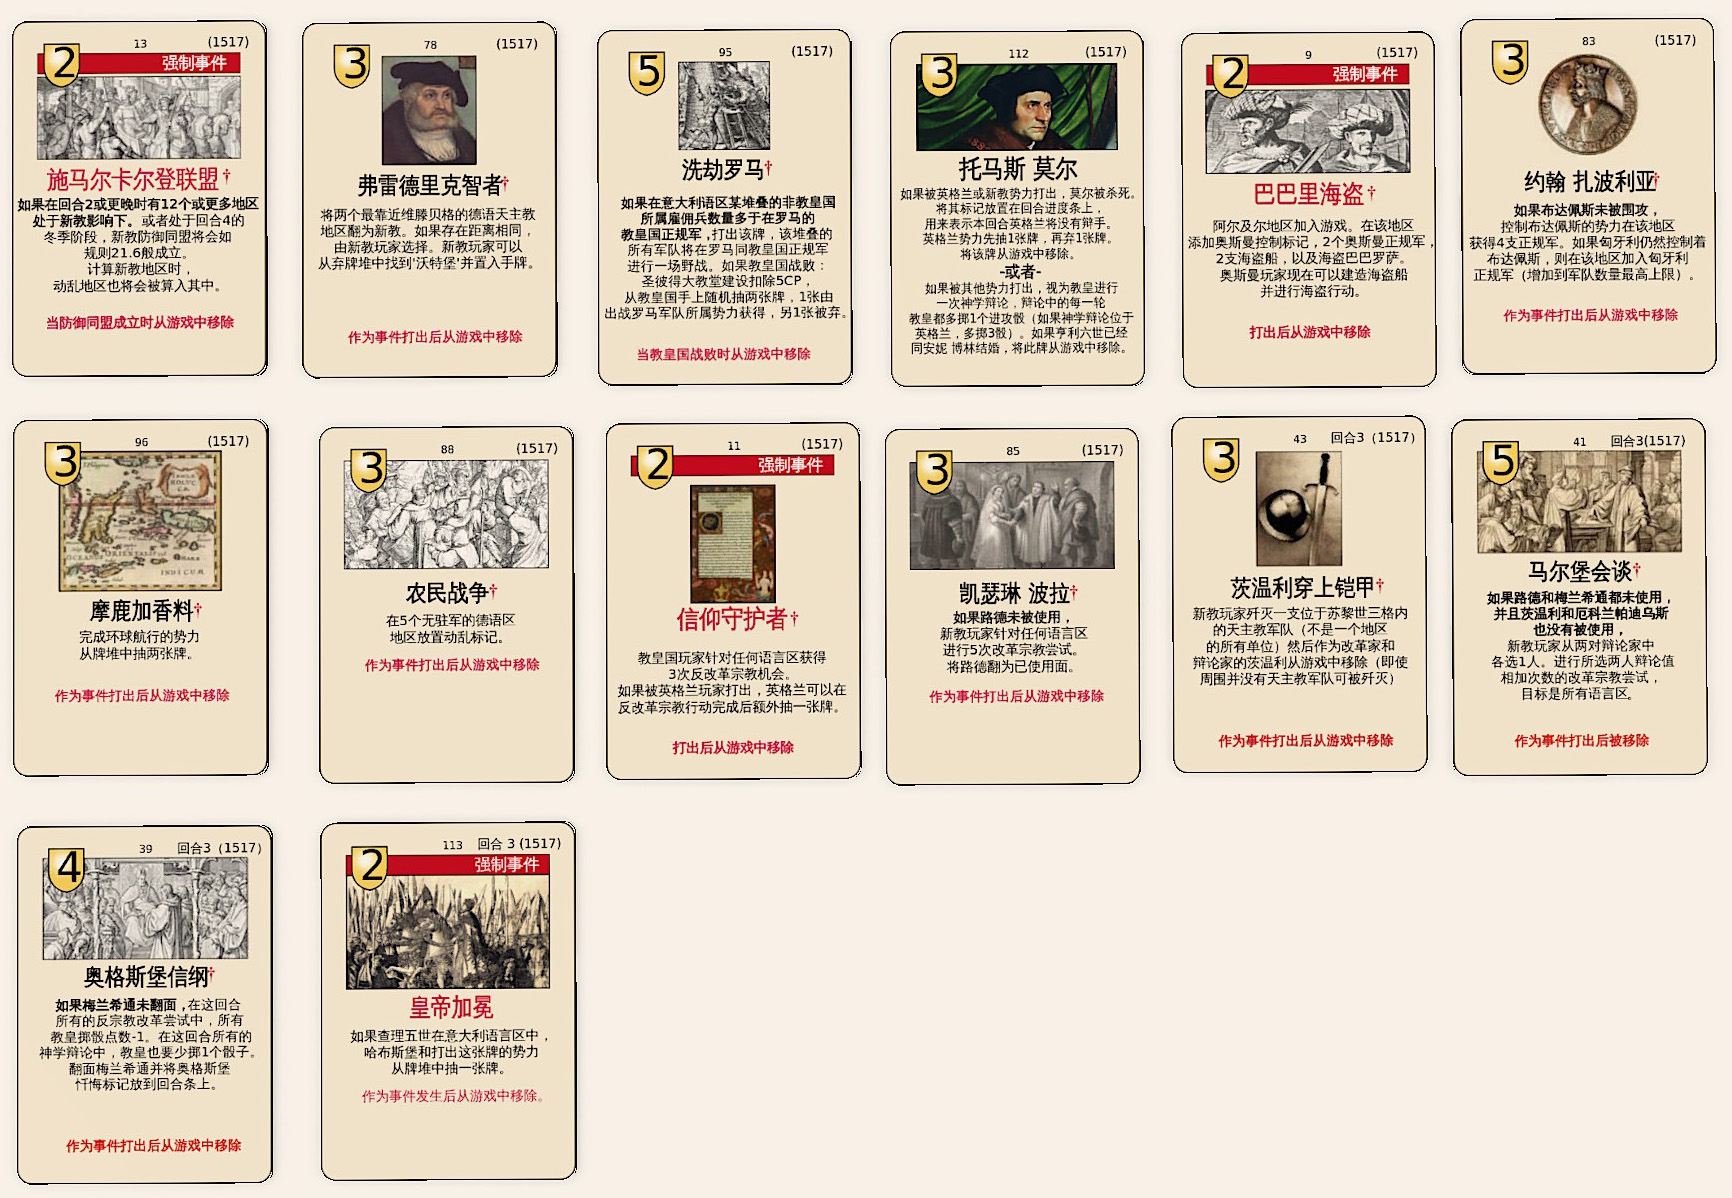 2
13
(1517)
强制事件
施马尔卡尔登联盟†
如果在回合2或更晚时有12个或更多地区
处于新教影响下。或者处于回合4的
冬季阶段，新教防御同盟将会如
规则21.6般成立。
计算新教地区时，
动乱地区也将会被算入其中。
当防御同盟成立时从游戏中移除
3
78
(1517)
弗雷德里克智者†
将两个最靠近维滕贝格的德语天主教
地区翻为新教。如果存在距离相同，
由新教玩家选择。新教玩家可以
从弃牌堆中找到'沃特堡'并置入手牌。
作为事件打出后从游戏中移除
5
95
(1517)
洗劫罗马†
如果在意大利语区某堆叠的非教皇国
所属雇佣兵数量多于在罗马的
教皇国正规军，打出该牌，该堆叠的
所有军队将在罗马同教皇国正规军
进行一场野战。如果教皇国战败：
圣彼得大教堂建设扣除5CP，
从教皇国手上随机抽两张牌，1张由
出战罗马军队所属势力获得，另1张被弃。
当教皇国战败时从游戏中移除
3
112
(1517)
托马斯 莫尔
如果被英格兰或新教势力打出，莫尔被杀死。
将其标记放置在回合进度条上，
用来表示本回合英格兰将没有辩手。
英格兰势力先抽1张牌，再弃1张牌。
将该牌从游戏中移除。
-或者-
如果被其他势力打出，视为教皇进行
一次神学辩论，辩论中的每一轮
教皇都多掷1个进攻骰（如果神学辩论位于
英格兰，多掷3骰）。如果亨利六世已经
同安妮 博林结婚，将此牌从游戏中移除。
2
9
(1517)
强制事件
巴巴里海盗†
阿尔及尔地区加入游戏。在该地区
添加奥斯曼控制标记，2个奥斯曼正规军，
2支海盗船，以及海盗巴巴罗萨。
奥斯曼玩家现在可以建造海盗船
并进行海盗行动。
打出后从游戏中移除
3
83
(1517)
约翰 扎波利亚†
如果布达佩斯未被围攻，
控制布达佩斯的势力在该地区
获得4支正规军。如果匈牙利仍然控制着
布达佩斯，则在该地区加入匈牙利
正规军（增加到军队数量最高上限）。
作为事件打出后从游戏中移除
3
96
(1517)
摩鹿加香料†
完成环球航行的势力
从牌堆中抽两张牌。
作为事件打出后从游戏中移除
3
88
(1517)
农民战争†
在5个无驻军的德语区
地区放置动乱标记。
作为事件打出后从游戏中移除
2
11
(1517)
强制事件
信仰守护者†
教皇国玩家针对任何语言区获得
3次反改革宗教机会。
如果被英格兰玩家打出，英格兰可以在
反改革宗教行动完成后额外抽一张牌。
打出后从游戏中移除
3
85
(1517)
凯瑟琳 波拉†
如果路德未被使用，
新教玩家针对任何语言区
进行5次改革宗教尝试。
将路德翻为已使用面。
作为事件打出后从游戏中移除
3
43
回合3（1517）
茨温利穿上铠甲†
新教玩家歼灭一支位于苏黎世三格内
的天主教军队（不是一个地区
的所有单位）然后作为改革家和
辩论家的茨温利从游戏中移除（即使
周围并没有天主教军队可被歼灭）
作为事件打出后从游戏中移除
5
41
回合3(1517)
马尔堡会谈†
如果路德和梅兰希通都未使用，
并且茨温利和厄科兰帕迪乌斯
也没有被使用，
新教玩家从两对辩论家中
各选1人。进行所选两人辩论值
相加次数的改革宗教尝试，
目标是所有语言区。
作为事件打出后被移除
4
39
回合3（1517）
奥格斯堡信纲†
如果梅兰希通未翻面，在这回合
所有的反宗教改革尝试中，所有
教皇掷骰点数-1。在这回合所有的
神学辩论中，教皇也要少掷1个骰子。
翻面梅兰希通并将奥格斯堡
忏悔标记放到回合条上。
作为事件打出后从游戏中移除
2
113
回合 3 (1517)
强制事件
皇帝加冕
如果查理五世在意大利语言区中，
哈布斯堡和打出这张牌的势力
从牌堆中抽一张牌。
作为事件发生后从游戏中移除。